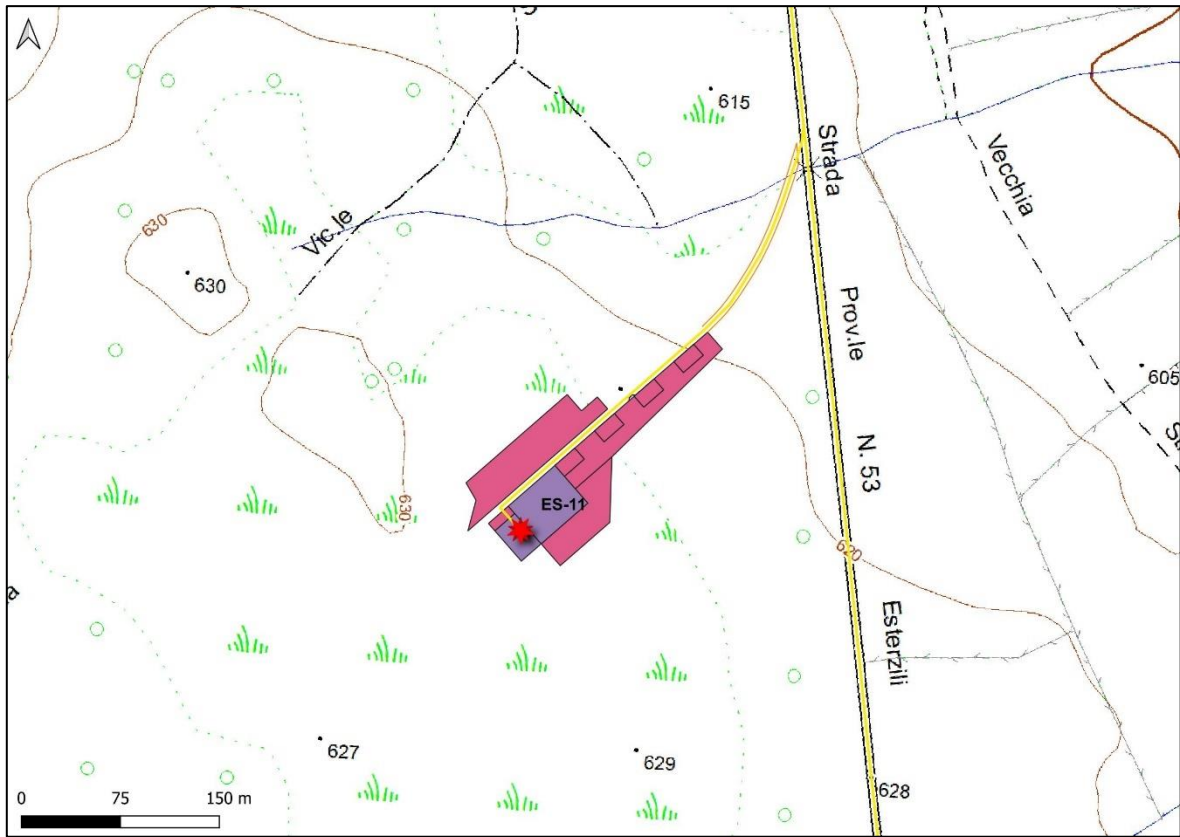 615
Strada
Vecchia
Vic.le
630
630
Prov.le
605
N. 53
ES-11
630
620
Esterzili
627
629
628
0 75 150 m